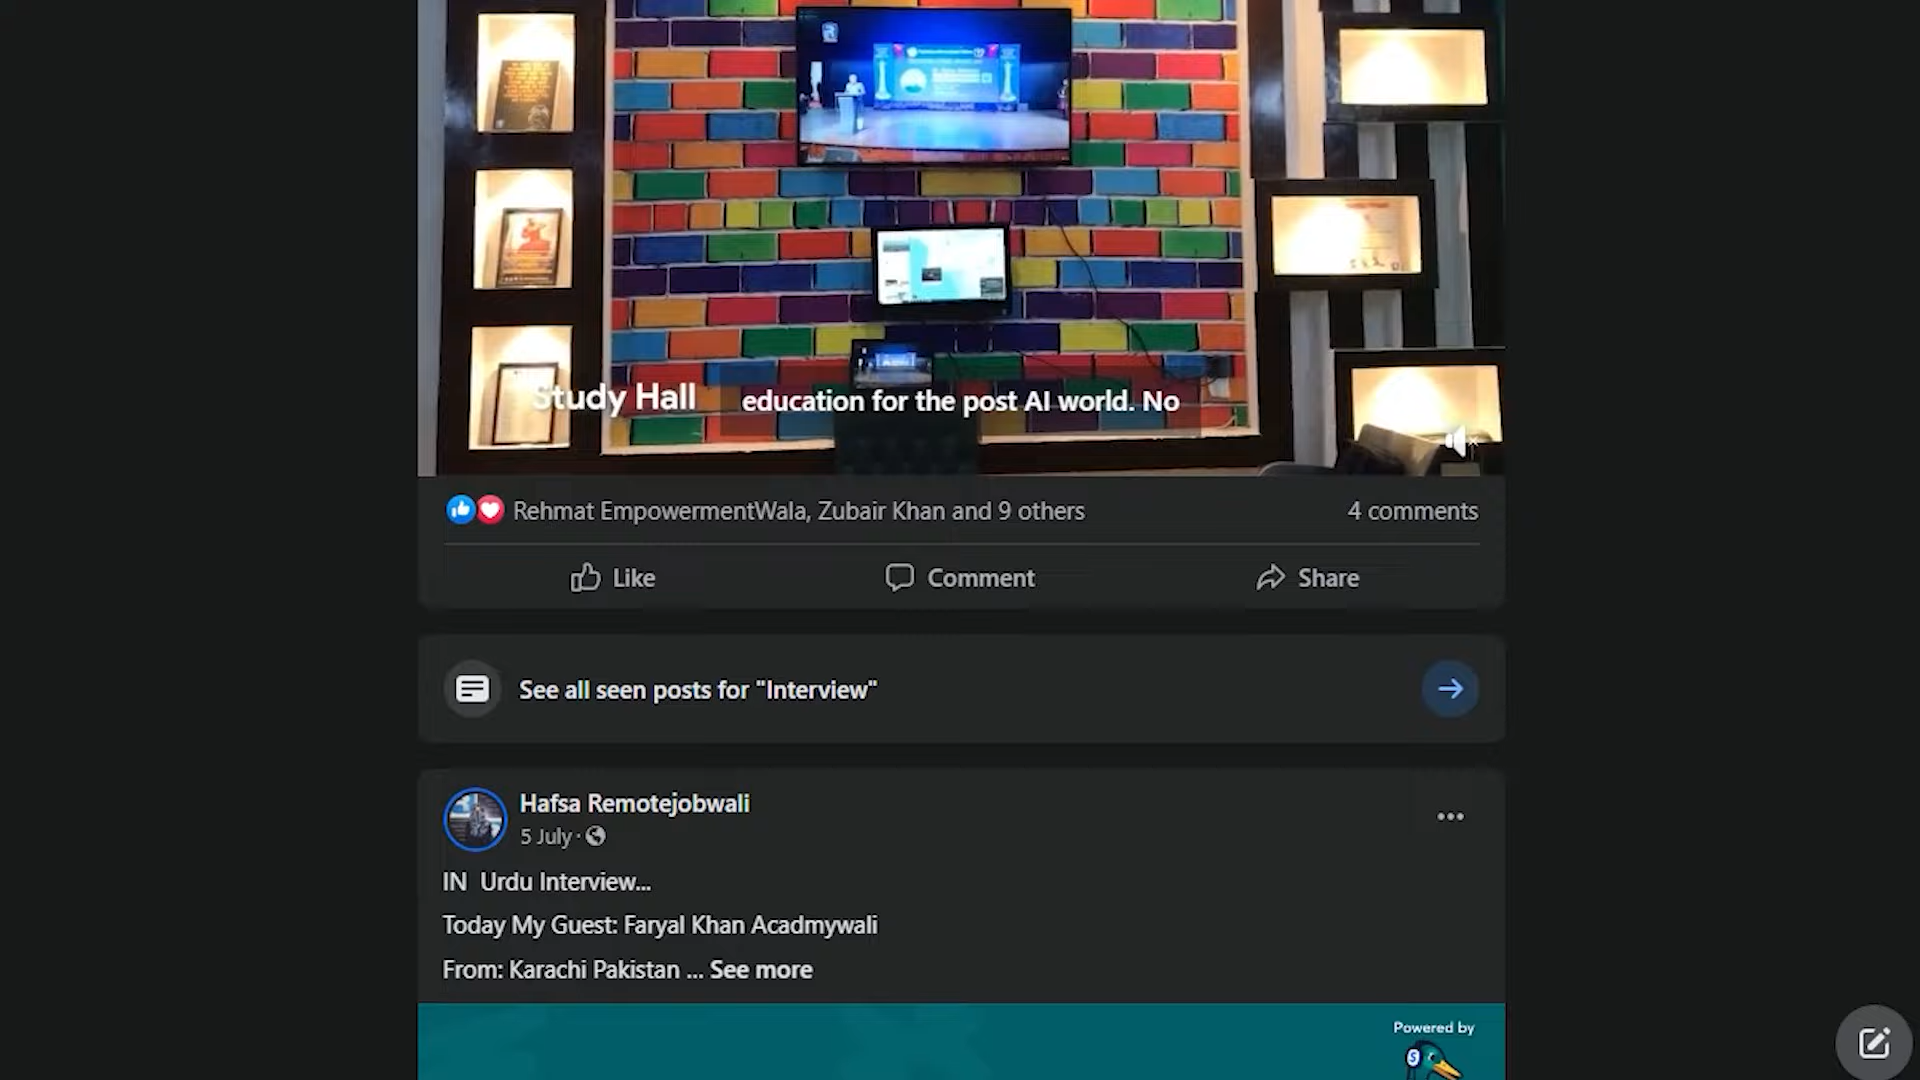 Study Hall
education for the post AI world. No
Rehmat EmpowermentWala, Zubair Khan and 9 others
4 comments
Like
Comment
Share
See all seen posts for "Interview"
Hafsa Remotejobwali
5 July ·
IN Urdu Interview...
Today My Guest: Faryal Khan Acadmywali
From: Karachi Pakistan ... See more
Powered by
S